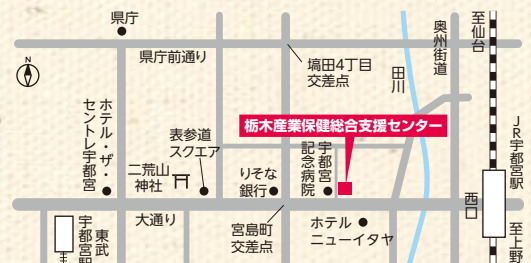 県庁
県庁前通り
N
塙田4丁目
交差点
田川
奥州街道
至仙台
栃木産業保健総合支援センター
ホテル・ザ・
セントレ宇都宮
表参道
スクエア
二荒山
神社
りそな
銀行
宇都宮
記念病院
JR宇都宮駅
西口
大通り
宮島町
交差点
ホテル
ニューイタヤ
東武
宇都宮駅
至上野